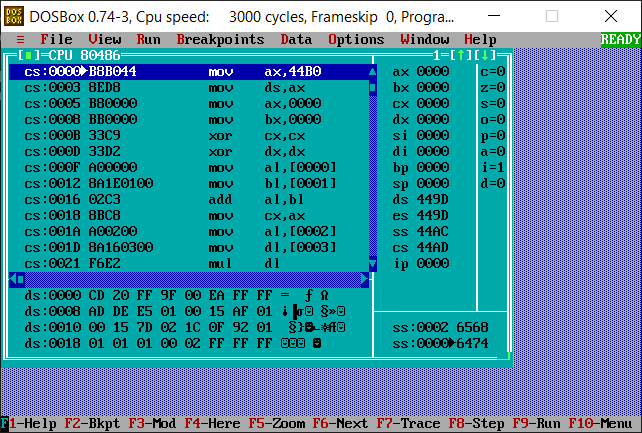 DOS BOX DOSBox 0.74-3, Cpu speed: 3000 cycles, Frameskip 0, Progra...
≡ File View Run Breakpoints Data Options Window Help READY
[■]=CPU 80486 1=[↑][↓]
cs:0000►B8B044 mov ax,44B0 ax 0000 c=0
cs:0003 8ED8 mov ds,ax bx 0000 z=0
cs:0005 BB0000 mov ax,0000 cx 0000 s=0
cs:0008 BB0000 mov bx,0000 dx 0000 o=0
cs:000B 33C9 xor cx,cx si 0000 p=0
cs:000D 33D2 xor dx,dx di 0000 a=0
cs:000F A00000 mov al,[0000] bp 0000 i=1
cs:0012 8A1E0100 mov bl,[0001] sp 0000 d=0
cs:0016 02C3 add al,bl ds 449D
cs:0018 8BC8 mov cx,ax es 449D
cs:001A A00200 mov al,[0002] ss 44AC
cs:001D 8A160300 mov dl,[0003] cs 44AD
cs:0021 F6E2 mul dl ip 0000
ds:0000 CD 20 FF 9F 00 EA FF FF = ƒ Ω
ds:0008 AD DE E5 01 00 15 AF 01
ds:0010 00 15 7D 02 1C 0F 92 01 ss:0002 6568
ds:0018 01 01 01 00 02 FF FF FF ☺☺☺ ☻ ss:0000►6474
F1-Help F2-Bkpt F3-Mod F4-Here F5-Zoom F6-Next F7-Trace F8-Step F9-Run F10-Menu